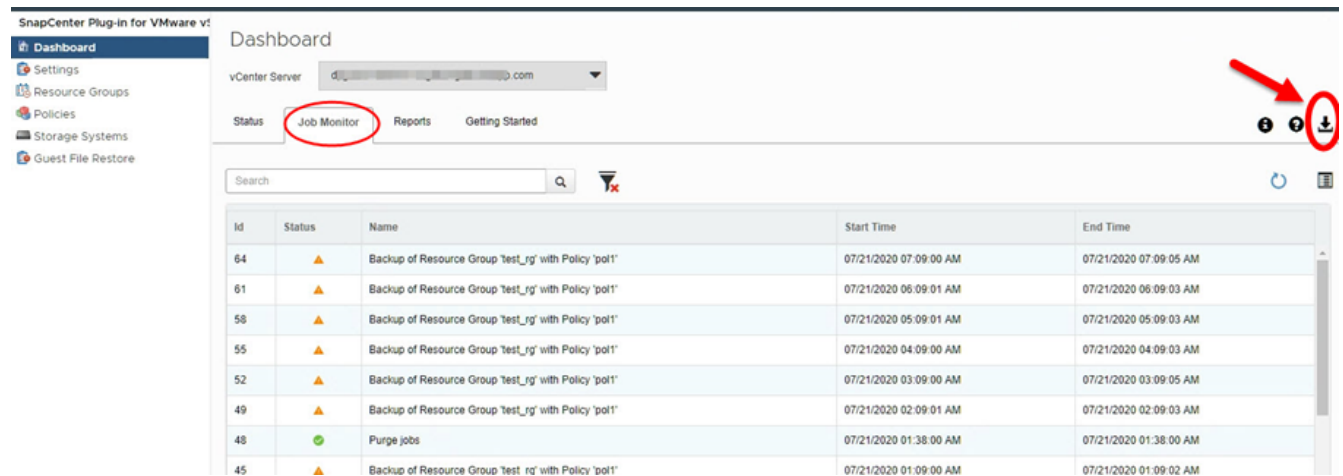 SnapCenter Plug-in for VMware
Dashboard
Settings
Resource Groups
Policies
Storage Systems
Guest File Restore
Dashboard
vCenter Server .com
Status Job Monitor Reports Getting Started
Search
Id Status Name Start Time End Time
64 Backup of Resource Group 'test_rg' with Policy 'pol1' 07/21/2020 07:09:00 AM 07/21/2020 07:09:05 AM
61 Backup of Resource Group 'test_rg' with Policy 'pol1' 07/21/2020 06:09:01 AM 07/21/2020 06:09:03 AM
58 Backup of Resource Group 'test_rg' with Policy 'pol1' 07/21/2020 05:09:01 AM 07/21/2020 05:09:03 AM
55 Backup of Resource Group 'test_rg' with Policy 'pol1' 07/21/2020 04:09:00 AM 07/21/2020 04:09:03 AM
52 Backup of Resource Group 'test_rg' with Policy 'pol1' 07/21/2020 03:09:00 AM 07/21/2020 03:09:05 AM
49 Backup of Resource Group 'test_rg' with Policy 'pol1' 07/21/2020 02:09:01 AM 07/21/2020 02:09:03 AM
48 Purge jobs 07/21/2020 01:38:00 AM 07/21/2020 01:38:00 AM
45 Backup of Resource Group 'test_rg' with Policy 'pol1' 07/21/2020 01:09:00 AM 07/21/2020 01:09:02 AM